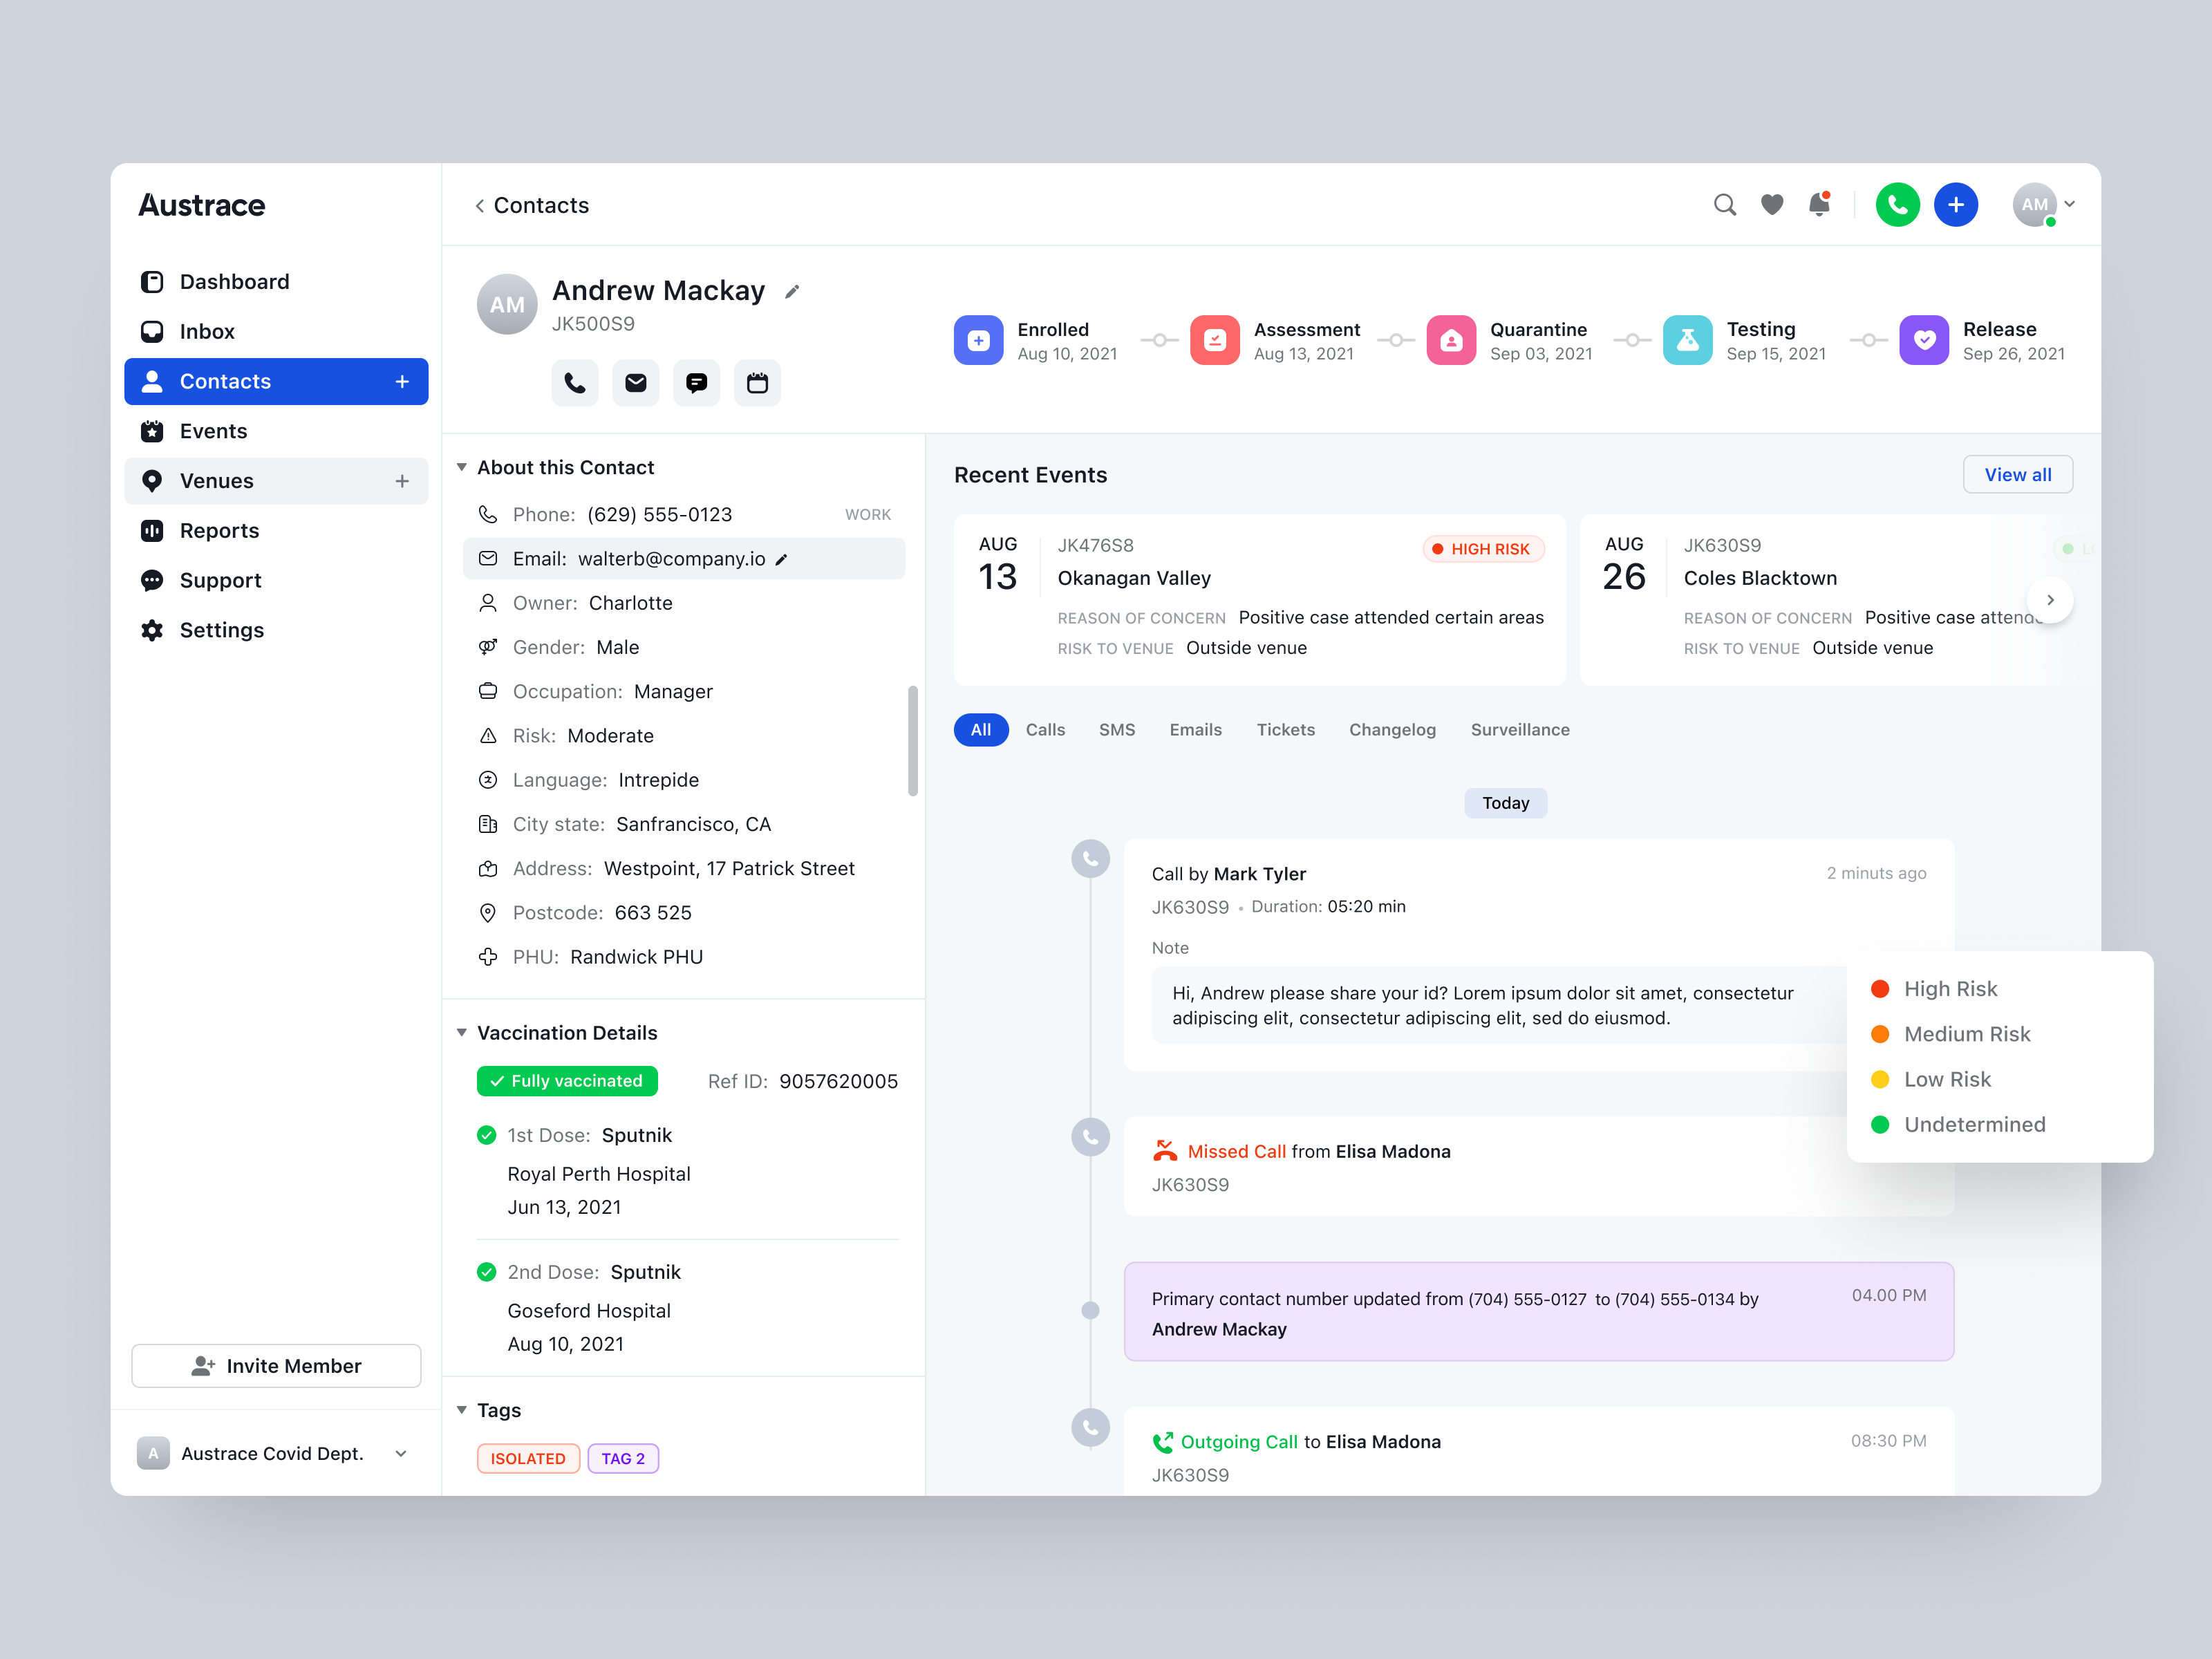 Austrace
Dashboard
Inbox
Contacts
Events
Venues
Reports
Support
Settings
Invite Member
A
Austrace Covid Dept.
Contacts
AM
AM
Andrew Mackay
JK500S9
Enrolled
Aug 10, 2021
Assessment
Aug 13, 2021
Quarantine
Sep 03, 2021
Testing
Sep 15, 2021
Release
Sep 26, 2021
About this Contact
Phone: (629) 555-0123 WORK
Email: walterb@company.io
Owner: Charlotte
Gender: Male
Occupation: Manager
Risk: Moderate
Language: Intrepide
City state: Sanfrancisco, CA
Address: Westpoint, 17 Patrick Street
Postcode: 663 525
PHU: Randwick PHU
Vaccination Details
Fully vaccinated Ref ID: 9057620005
1st Dose: Sputnik
Royal Perth Hospital
Jun 13, 2021
2nd Dose: Sputnik
Goseford Hospital
Aug 10, 2021
Tags
ISOLATED TAG 2
Recent Events View all
AUG
13
JK476S8 HIGH RISK
Okanagan Valley
REASON OF CONCERN Positive case attended certain areas
RISK TO VENUE Outside venue
AUG
26
JK630S9
Coles Blacktown
REASON OF CONCERN Positive case
RISK TO VENUE Outside venue
All Calls SMS Emails Tickets Changelog Surveillance
Today
Call by Mark Tyler 2 minuts ago
JK630S9 • Duration: 05:20 min
Note
Hi, Andrew please share your id? Lorem ipsum dolor sit amet, consectetur
adipiscing elit, consectetur adipiscing elit, sed do eiusmod.
High Risk
Medium Risk
Low Risk
Undetermined
Missed Call from Elisa Madona
JK630S9
Primary contact number updated from (704) 555-0127 to (704) 555-0134 by 04.00 PM
Andrew Mackay
Outgoing Call to Elisa Madona 08:30 PM
JK630S9